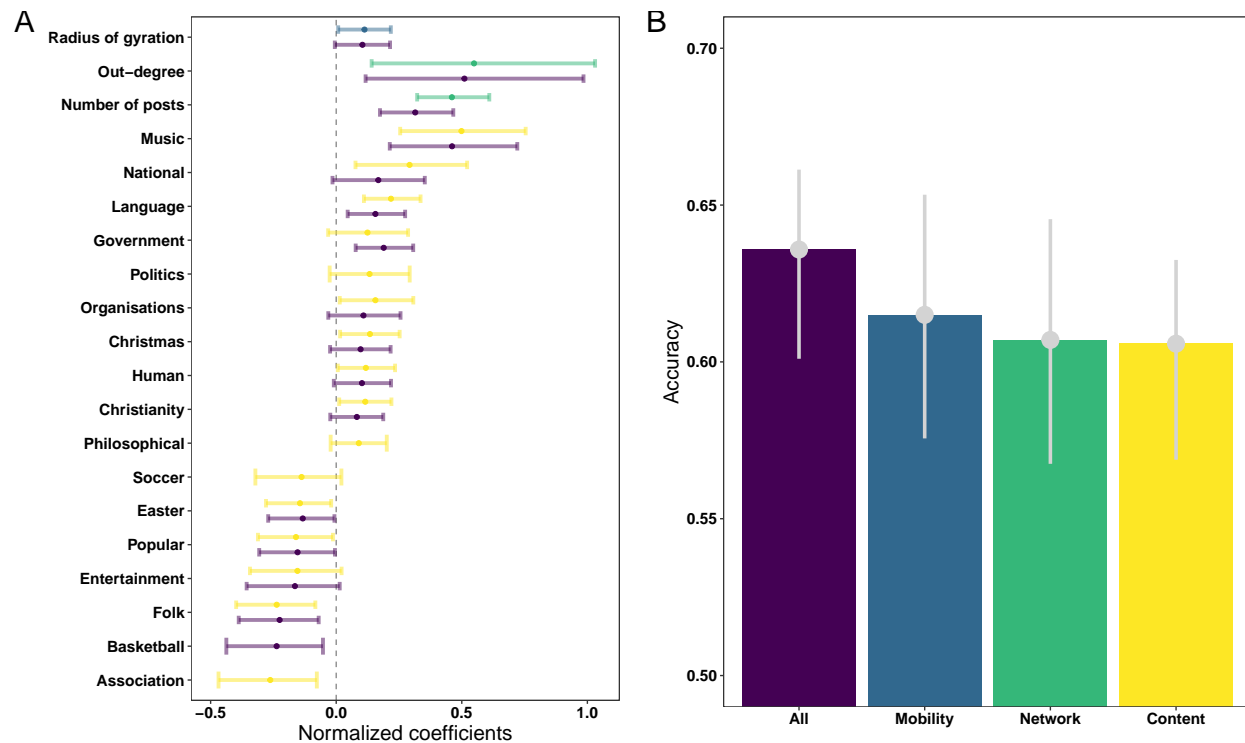 A
Radius of gyration
Out−degree
Number of posts
Music
National
Language
Government
Politics
Organisations
Christmas
Human
Christianity
Philosophical
Soccer
Easter
Popular
Entertainment
Folk
Basketball
Association
−0.5
0.0
0.5
1.0
Normalized coefficients
B
0.70
0.65
0.60
0.55
0.50
Accuracy
All
Mobility
Network
Content